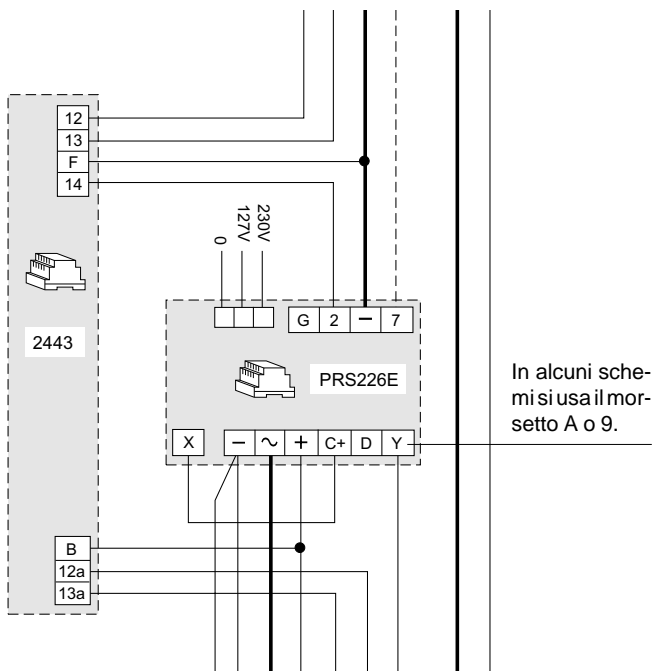 12
13
F
14
0
127V
230V
G 2 – 7
2443
PRS226E
In alcuni sche-
mi si usa il mor-
setto A o 9.
X – ~ + C+ D Y
B
12a
13a